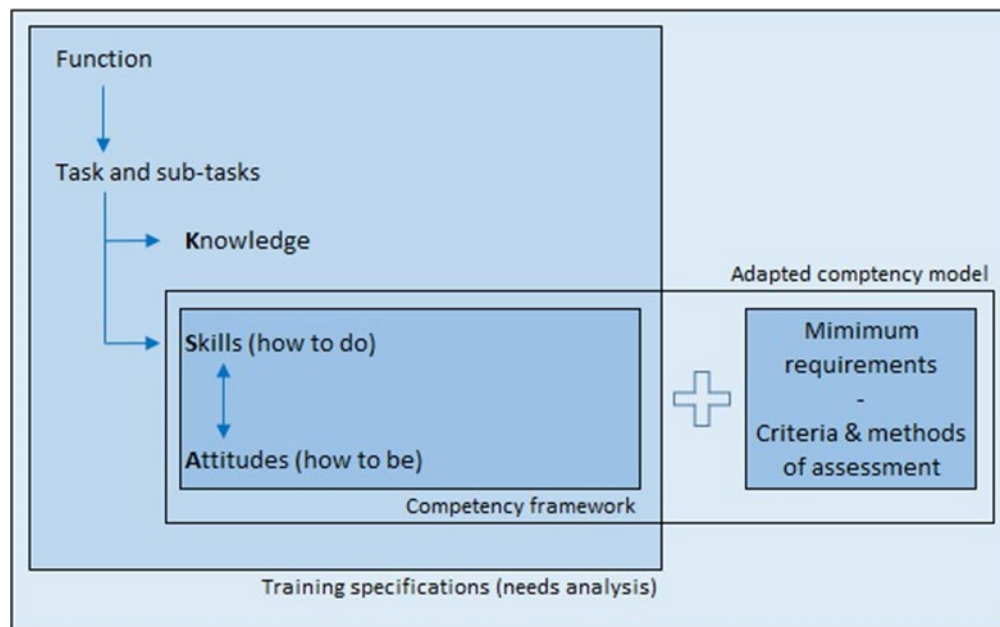 Function
Task and sub-tasks
Knowledge
Adapted comptency model
Skills (how to do)
Attitudes (how to be)
Mimimum
requirements
-
Criteria & methods
of assessment
Competency framework
Training specifications (needs analysis)